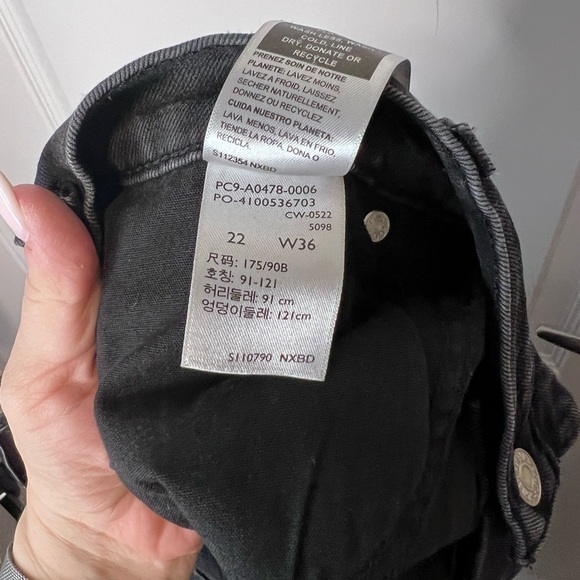 WASH LESS, WASH
COLD, LINE
DRY, DONATE OR
RECYCLE
PRENEZ SOIN DE NOTRE
PLANETE: LAVEZ MOINS,
LAVEZ A FROID, LAISSEZ
SECHER NATURELLEMENT,
DONNEZ OU RECYCLEZ.
CUIDA NUESTRO PLANETA:
LAVA MENOS, LAVA EN FRIO,
TIENDE LA ROPA, DONA O
RECICLA.
S112354 NXBD
PC9-A0478-0006
PO-4100536703
CW-0522
5098
22 W36
尺码: 175/90B
호칭: 91-121
허리둘레: 91 cm
엉덩이둘레: 121cm
S110790 NXBD